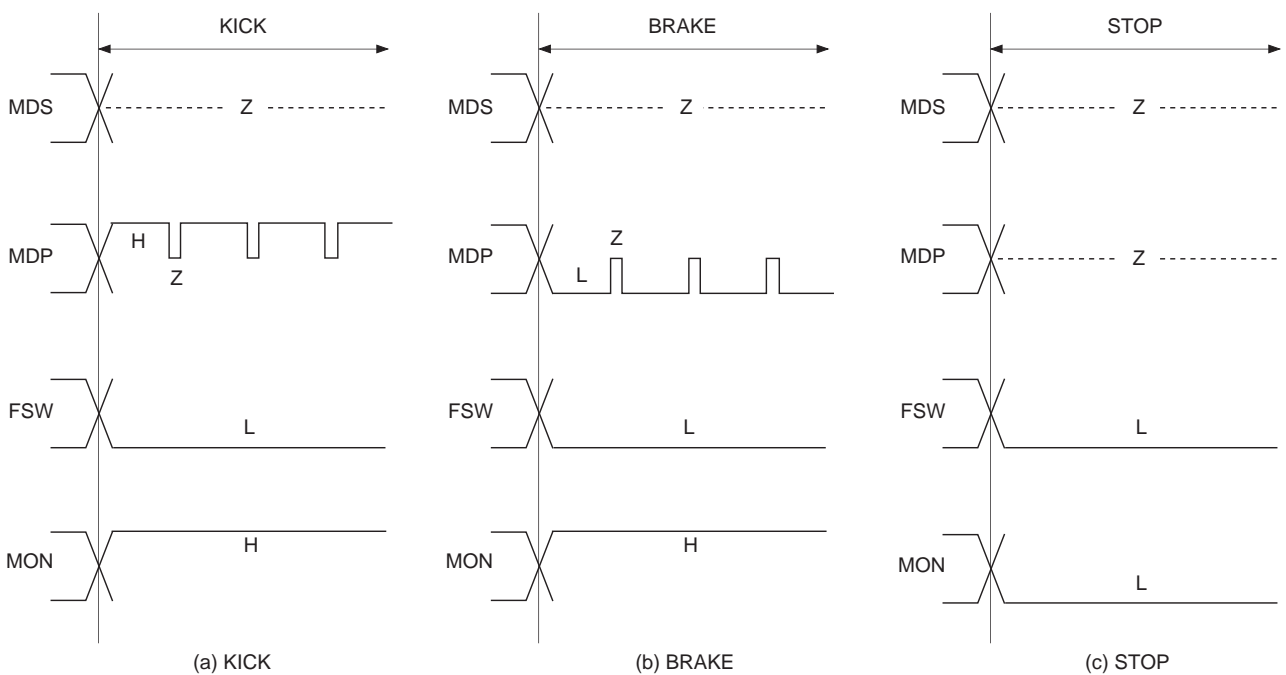 KICK
MDS
Z
MDP
H
Z
FSW
L
MON
H
(a) KICK
BRAKE
MDS
Z
MDP
Z
L
FSW
L
MON
H
(b) BRAKE
STOP
MDS
Z
MDP
Z
FSW
L
MON
L
(c) STOP